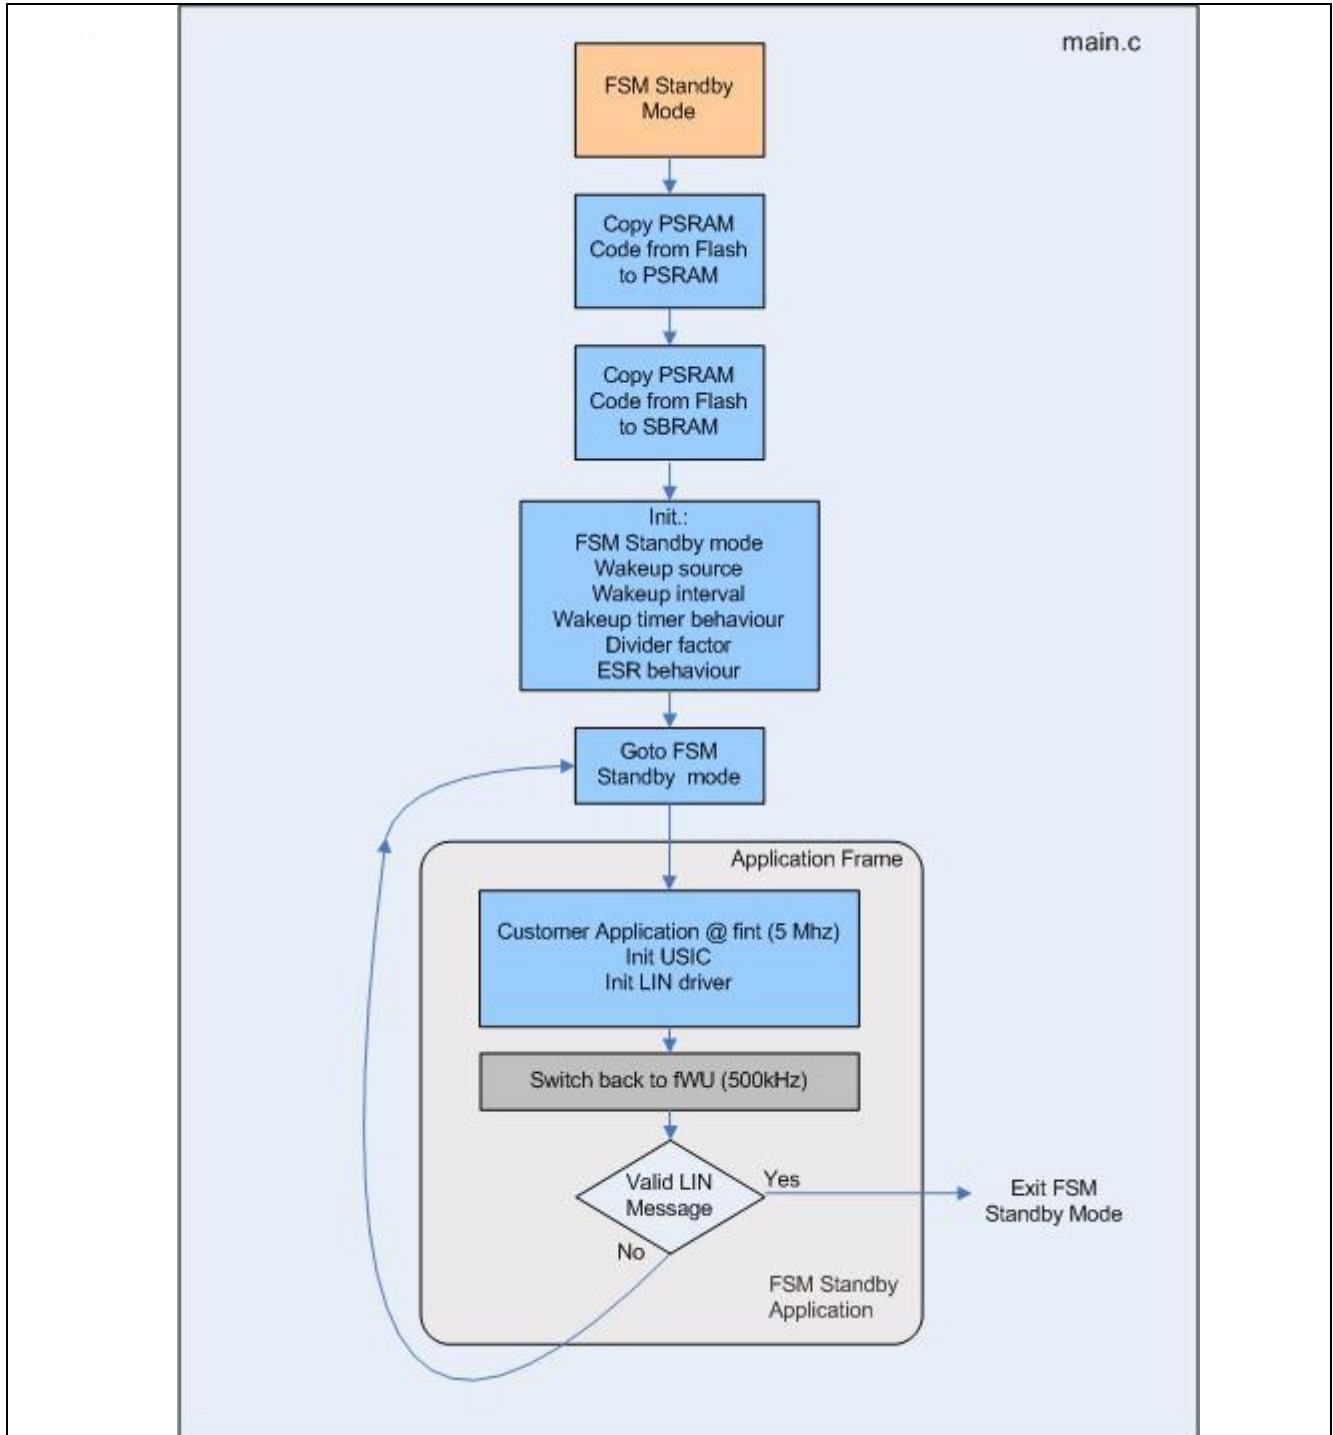 main.c
FSM Standby
Mode
Copy PSRAM
Code from Flash
to PSRAM
Copy PSRAM
Code from Flash
to SBRAM
Init.:
FSM Standby mode
Wakeup source
Wakeup interval
Wakeup timer behaviour
Divider factor
ESR behaviour
Goto FSM
Standby mode
Application Frame
Customer Application @ fint (5 Mhz)
Init USIC
Init LIN driver
Switch back to fWU (500kHz)
Valid LIN
Message
Yes
Exit FSM
Standby Mode
No
FSM Standby
Application